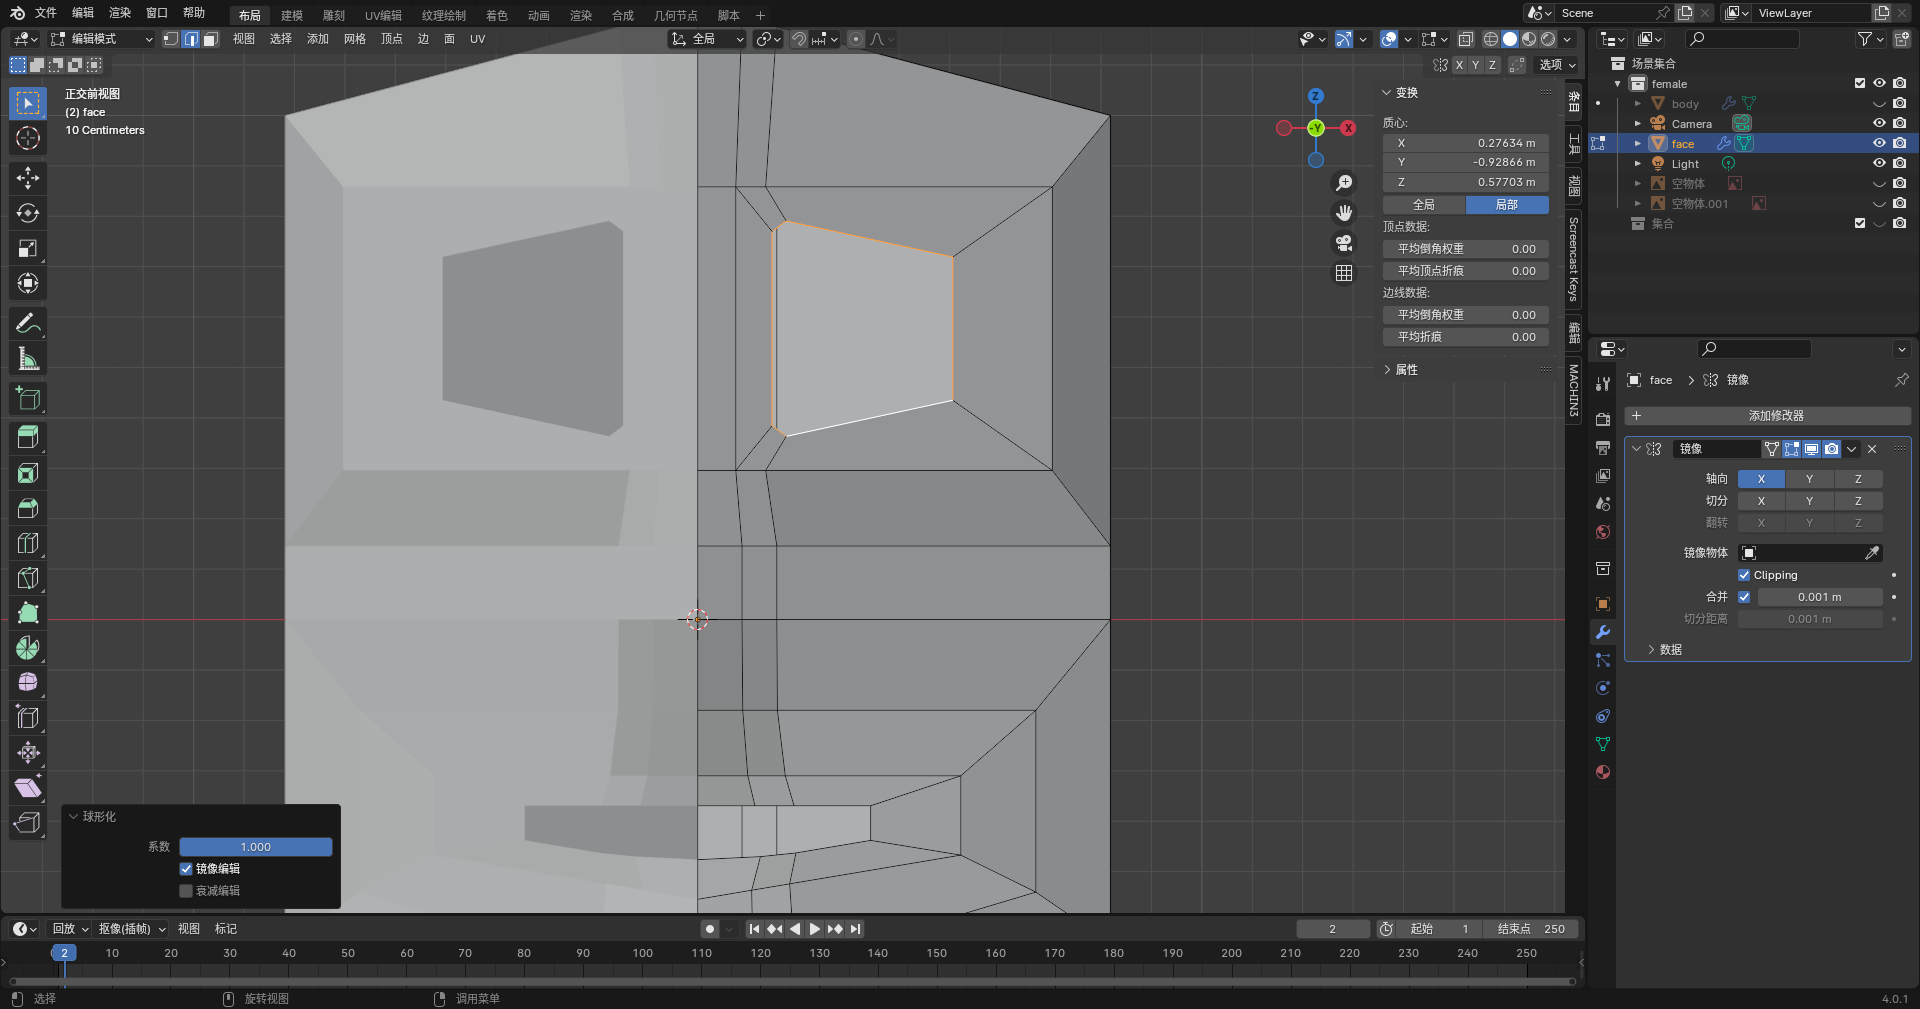 文件 编辑 渲染 窗口 帮助 布局 建模 雕刻 UV编辑 纹理绘制 着色 动画 渲染 合成 几何节点 脚本 + Scene ViewLayer
编辑模式 视图 选择 添加 网格 顶点 边 面 UV 全局
X Y Z 选项
正交前视图
(2) face
10 Centimeters
Z
-Y X
变换
质心:
X 0.27634 m
Y -0.92866 m
Z 0.57703 m
全局 局部
顶点数据:
平均倒角权重 0.00
平均顶点折痕 0.00
边线数据:
平均倒角权重 0.00
平均折痕 0.00
属性
条目
工具
视图
Screencast Keys
编辑
MACHIN3
场景集合
female
body
Camera
face
Light
空物体
空物体.001
集合
face 镜像
添加修改器
镜像
轴向 X Y Z
切分 X Y Z
翻转 X Y Z
镜像物体
Clipping
合并 0.001 m
切分距离 0.001 m
数据
球形化
系数 1.000
镜像编辑
衰减编辑
回放 抠像(插帧) 视图 标记 2 起始 1 结束点 250
2 10 20 30 40 50 60 70 80 90 100 110 120 130 140 150 160 170 180 190 200 210 220 230 240 250
选择 旋转视图 调用菜单 4.0.1